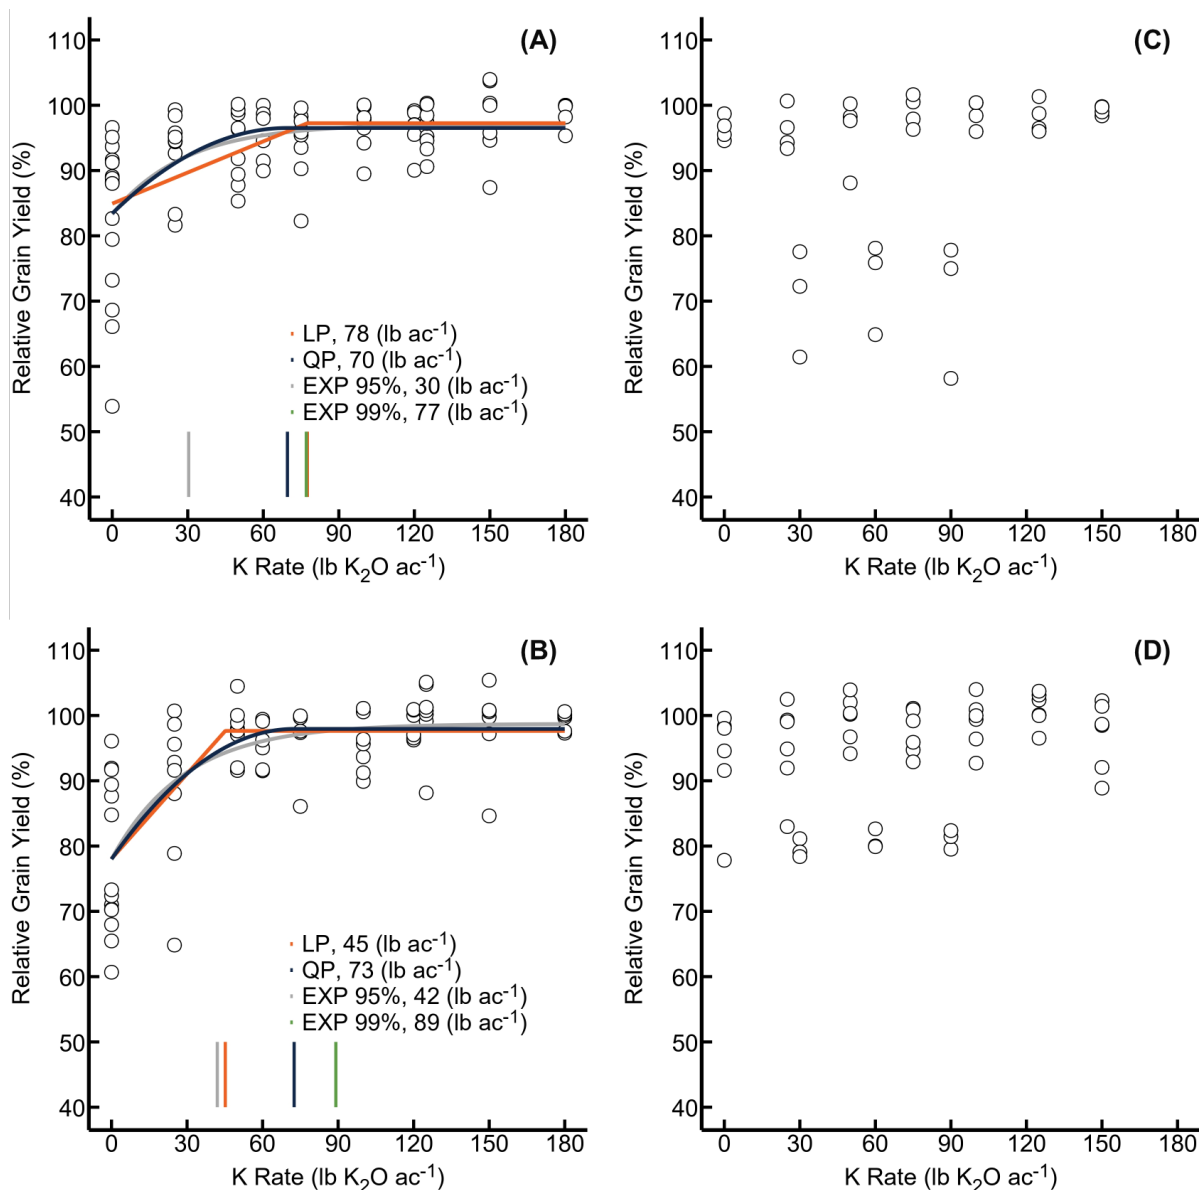 (A)
110
100
90
80
70
60
50
40
Relative Grain Yield (%)
LP, 78 (lb ac⁻¹)
QP, 70 (lb ac⁻¹)
EXP 95%, 30 (lb ac⁻¹)
EXP 99%, 77 (lb ac⁻¹)
0 30 60 90 120 150 180
K Rate (lb K₂O ac⁻¹)
(C)
110
100
90
80
70
60
50
40
Relative Grain Yield (%)
0 30 60 90 120 150 180
K Rate (lb K₂O ac⁻¹)
(B)
110
100
90
80
70
60
50
40
Relative Grain Yield (%)
LP, 45 (lb ac⁻¹)
QP, 73 (lb ac⁻¹)
EXP 95%, 42 (lb ac⁻¹)
EXP 99%, 89 (lb ac⁻¹)
0 30 60 90 120 150 180
K Rate (lb K₂O ac⁻¹)
(D)
110
100
90
80
70
60
50
40
Relative Grain Yield (%)
0 30 60 90 120 150 180
K Rate (lb K₂O ac⁻¹)